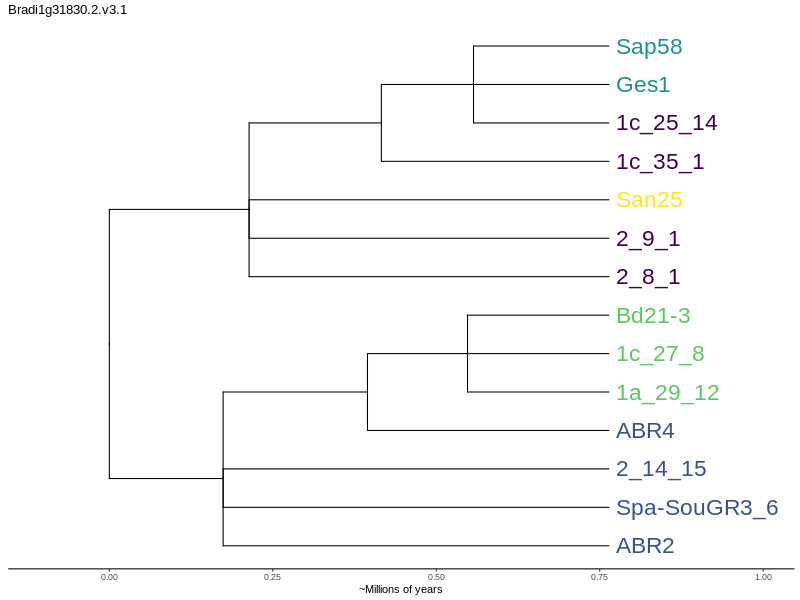 Bradi1g31830.2.v3.1
Sap58
Ges1
1c_25_14
1c_35_1
San25
2_9_1
2_8_1
Bd21-3
1c_27_8
1a_29_12
ABR4
2_14_15
Spa-SouGR3_6
ABR2
0.00 0.25 0.50 0.75 1.00
~Millions of years